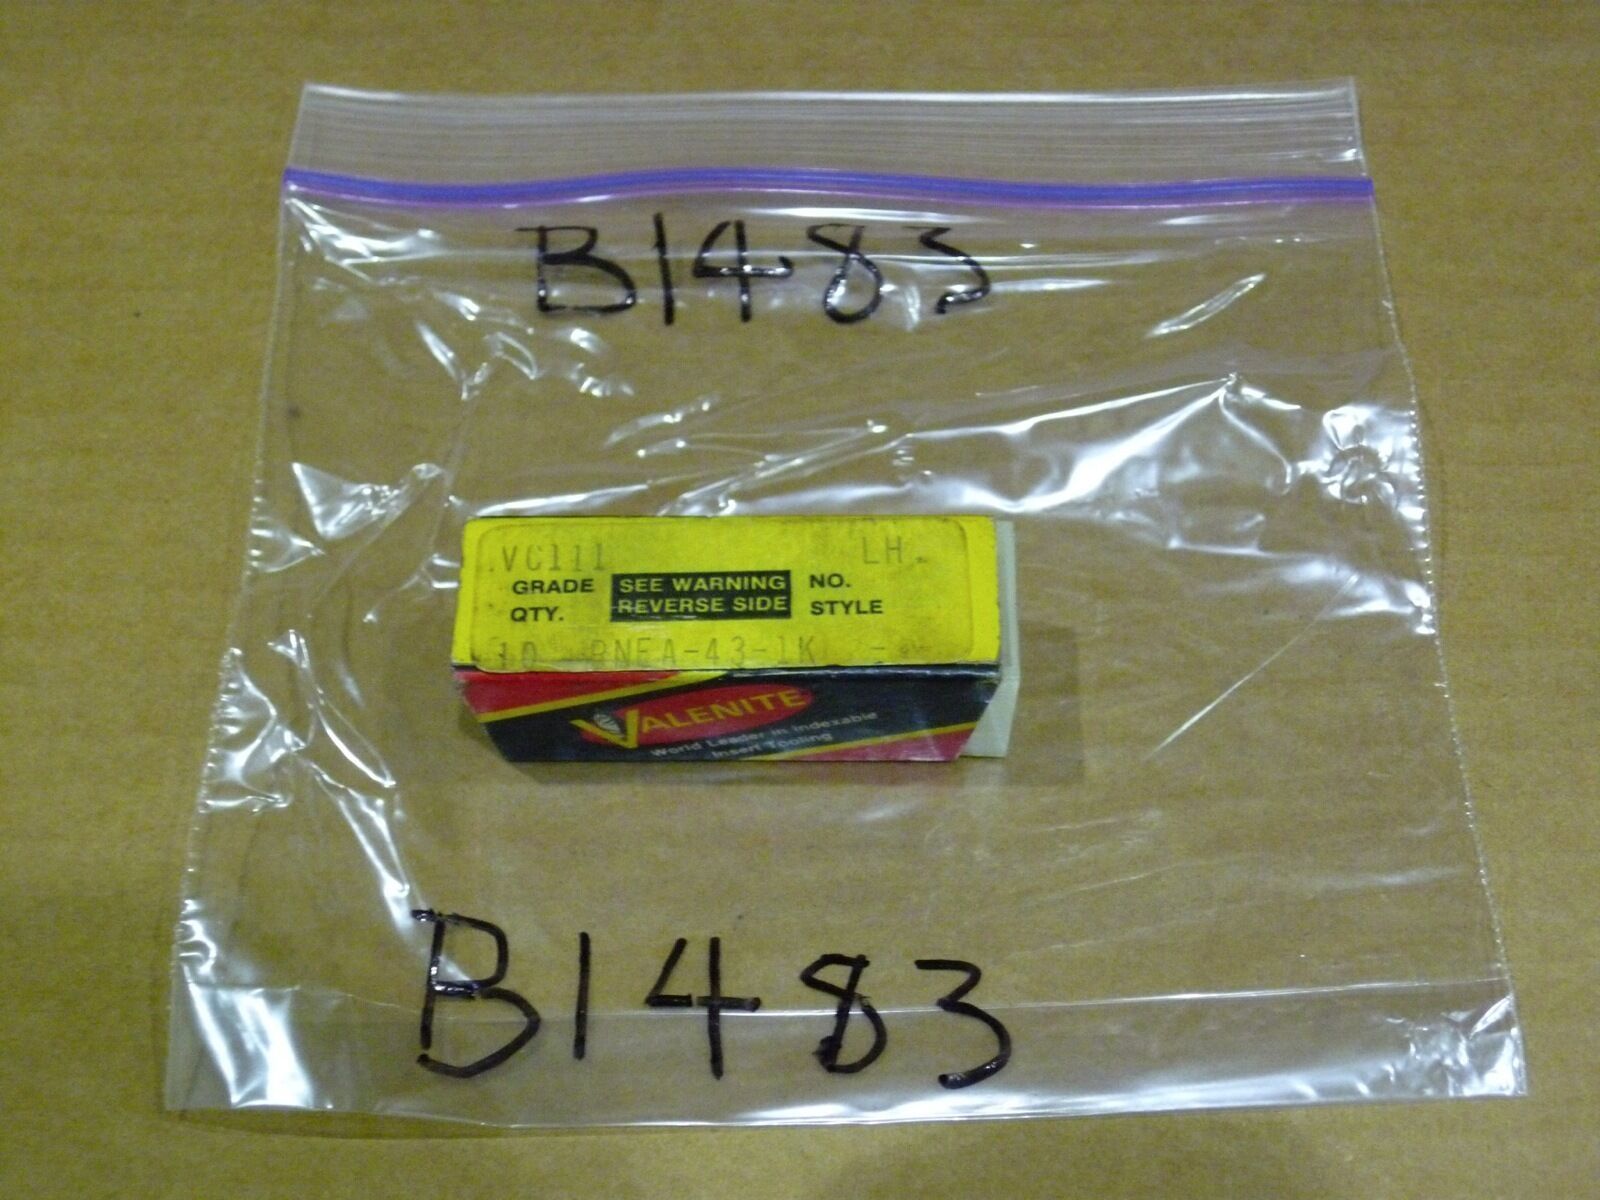 B1483
VC111 LH
GRADE SEE WARNING NO.
QTY. REVERSE SIDE STYLE
10
VALENITE
World Leader in Indexable
Insert Tooling
B1483